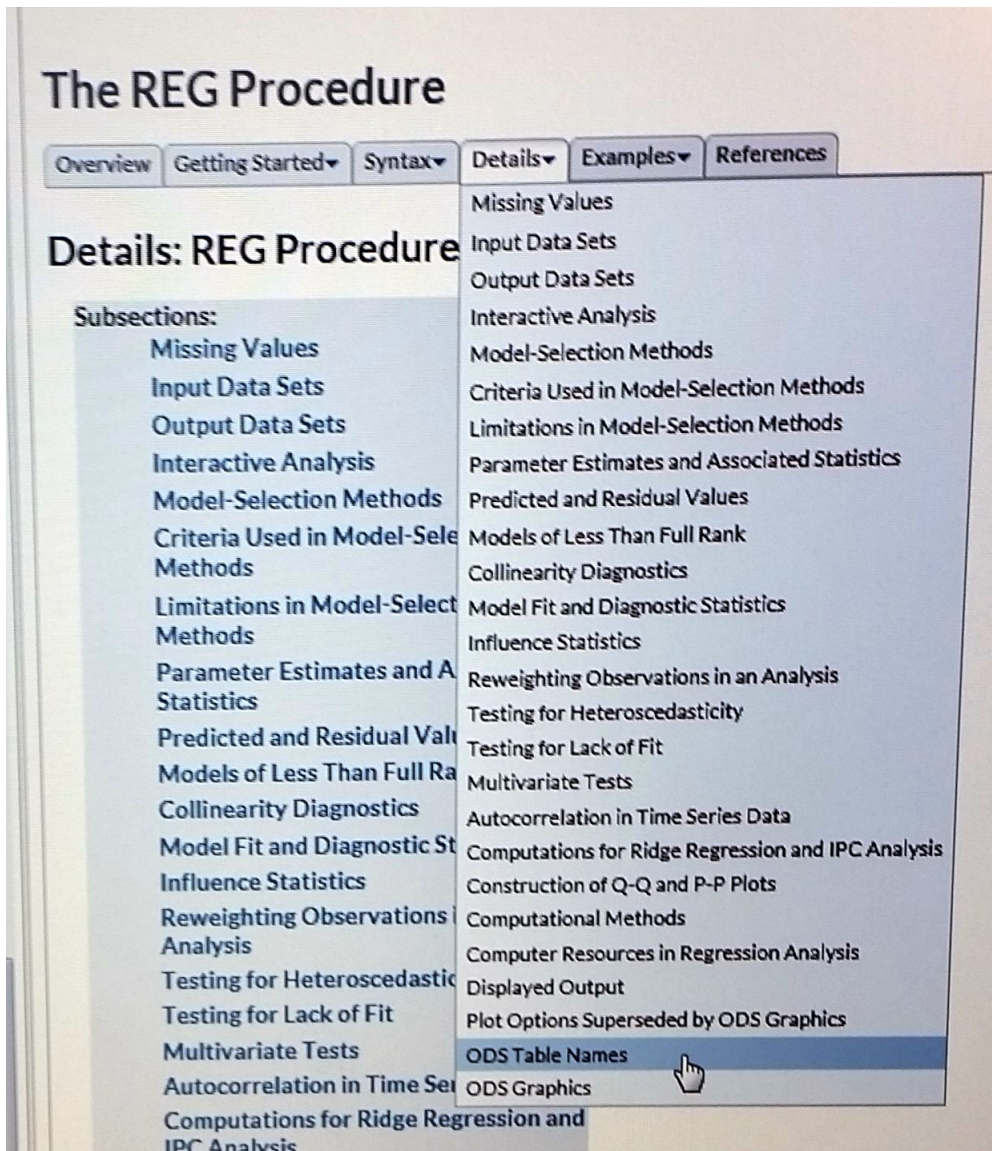 The REG Procedure
Overview Getting Started Syntax Details Examples References
Details: REG Procedure
Subsections:
Missing Values
Input Data Sets
Output Data Sets
Interactive Analysis
Model-Selection Methods
Criteria Used in Model-Sele
Methods
Limitations in Model-Select
Methods
Parameter Estimates and A
Statistics
Predicted and Residual Valu
Models of Less Than Full Ra
Collinearity Diagnostics
Model Fit and Diagnostic St
Influence Statistics
Reweighting Observations i
Analysis
Testing for Heteroscedastic
Testing for Lack of Fit
Multivariate Tests
Autocorrelation in Time Ser
Computations for Ridge Regression and
IPC Analysis
Missing Values
Input Data Sets
Output Data Sets
Interactive Analysis
Model-Selection Methods
Criteria Used in Model-Selection Methods
Limitations in Model-Selection Methods
Parameter Estimates and Associated Statistics
Predicted and Residual Values
Models of Less Than Full Rank
Collinearity Diagnostics
Model Fit and Diagnostic Statistics
Influence Statistics
Reweighting Observations in an Analysis
Testing for Heteroscedasticity
Testing for Lack of Fit
Multivariate Tests
Autocorrelation in Time Series Data
Computations for Ridge Regression and IPC Analysis
Construction of Q-Q and P-P Plots
Computational Methods
Computer Resources in Regression Analysis
Displayed Output
Plot Options Superseded by ODS Graphics
ODS Table Names
ODS Graphics